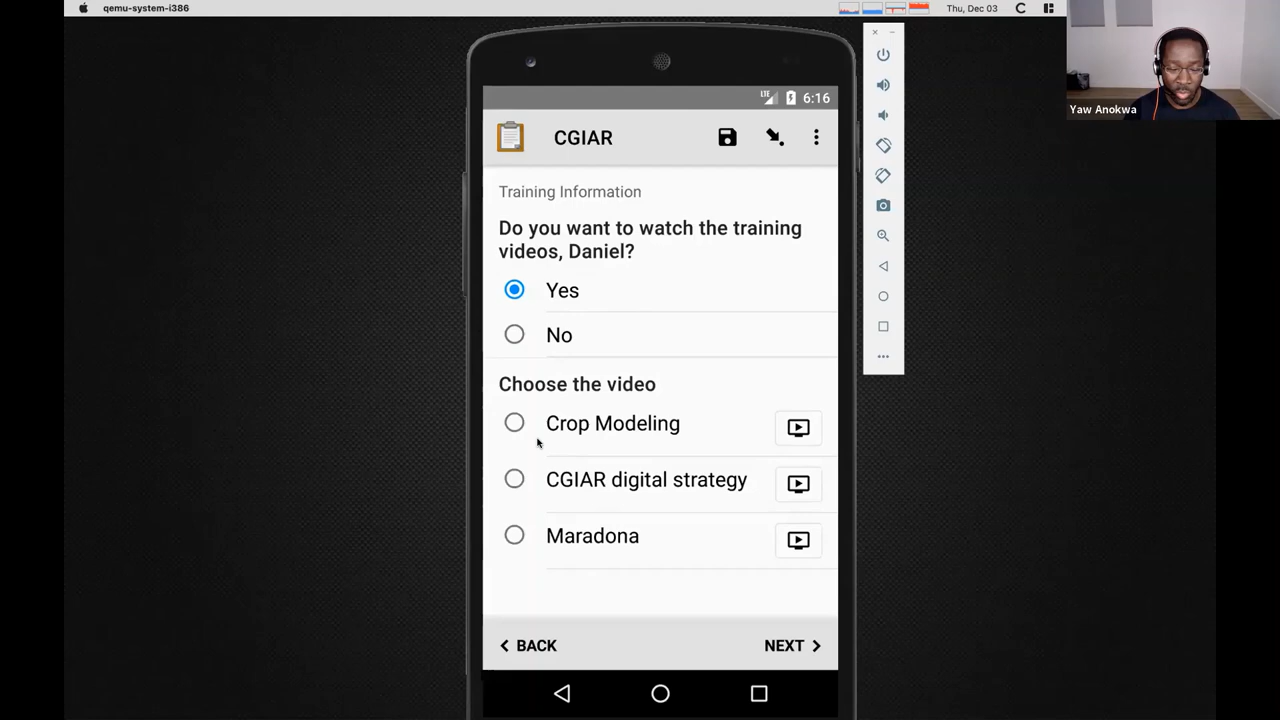 qemu-system-i386
Thu, Dec 03
Yaw Anokwa
LTE
6:16
CGIAR
Training Information
Do you want to watch the training
videos, Daniel?
Yes
No
Choose the video
Crop Modeling
CGIAR digital strategy
Maradona
BACK
NEXT